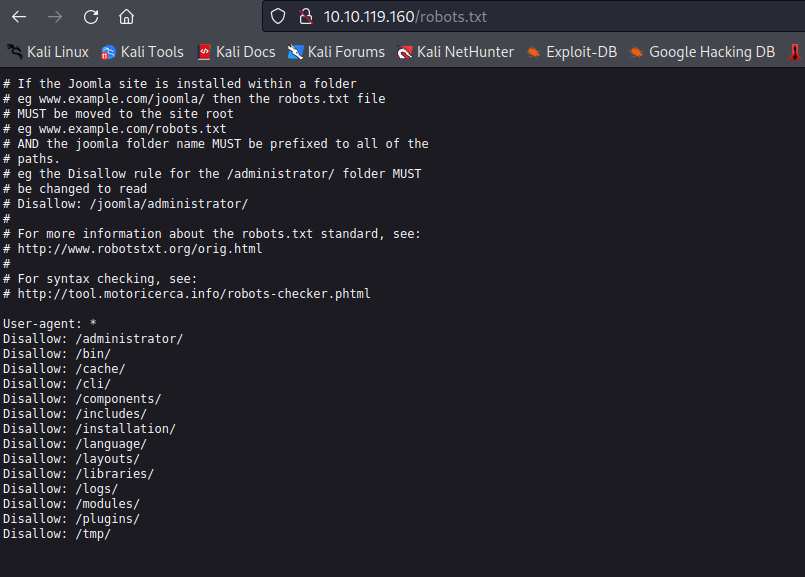 10.10.119.160/robots.txt
Kali Linux Kali Tools Kali Docs Kali Forums Kali NetHunter Exploit-DB Google Hacking DB
# If the Joomla site is installed within a folder
# eg www.example.com/joomla/ then the robots.txt file
# MUST be moved to the site root
# eg www.example.com/robots.txt
# AND the joomla folder name MUST be prefixed to all of the
# paths.
# eg the Disallow rule for the /administrator/ folder MUST
# be changed to read
# Disallow: /joomla/administrator/
#
# For more information about the robots.txt standard, see:
# http://www.robotstxt.org/orig.html
#
# For syntax checking, see:
# http://tool.motoricerca.info/robots-checker.phtml
User-agent: *
Disallow: /administrator/
Disallow: /bin/
Disallow: /cache/
Disallow: /cli/
Disallow: /components/
Disallow: /includes/
Disallow: /installation/
Disallow: /language/
Disallow: /layouts/
Disallow: /libraries/
Disallow: /logs/
Disallow: /modules/
Disallow: /plugins/
Disallow: /tmp/